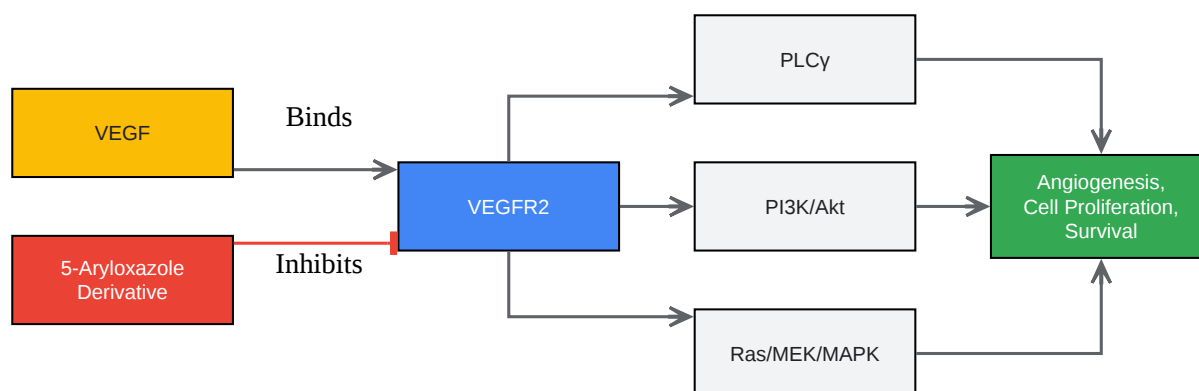 PLCγ
VEGF
Binds
VEGFR2
PI3K/Akt
Angiogenesis,
Cell Proliferation,
Survival
5-Aryloxazole
Derivative
Inhibits
Ras/MEK/MAPK